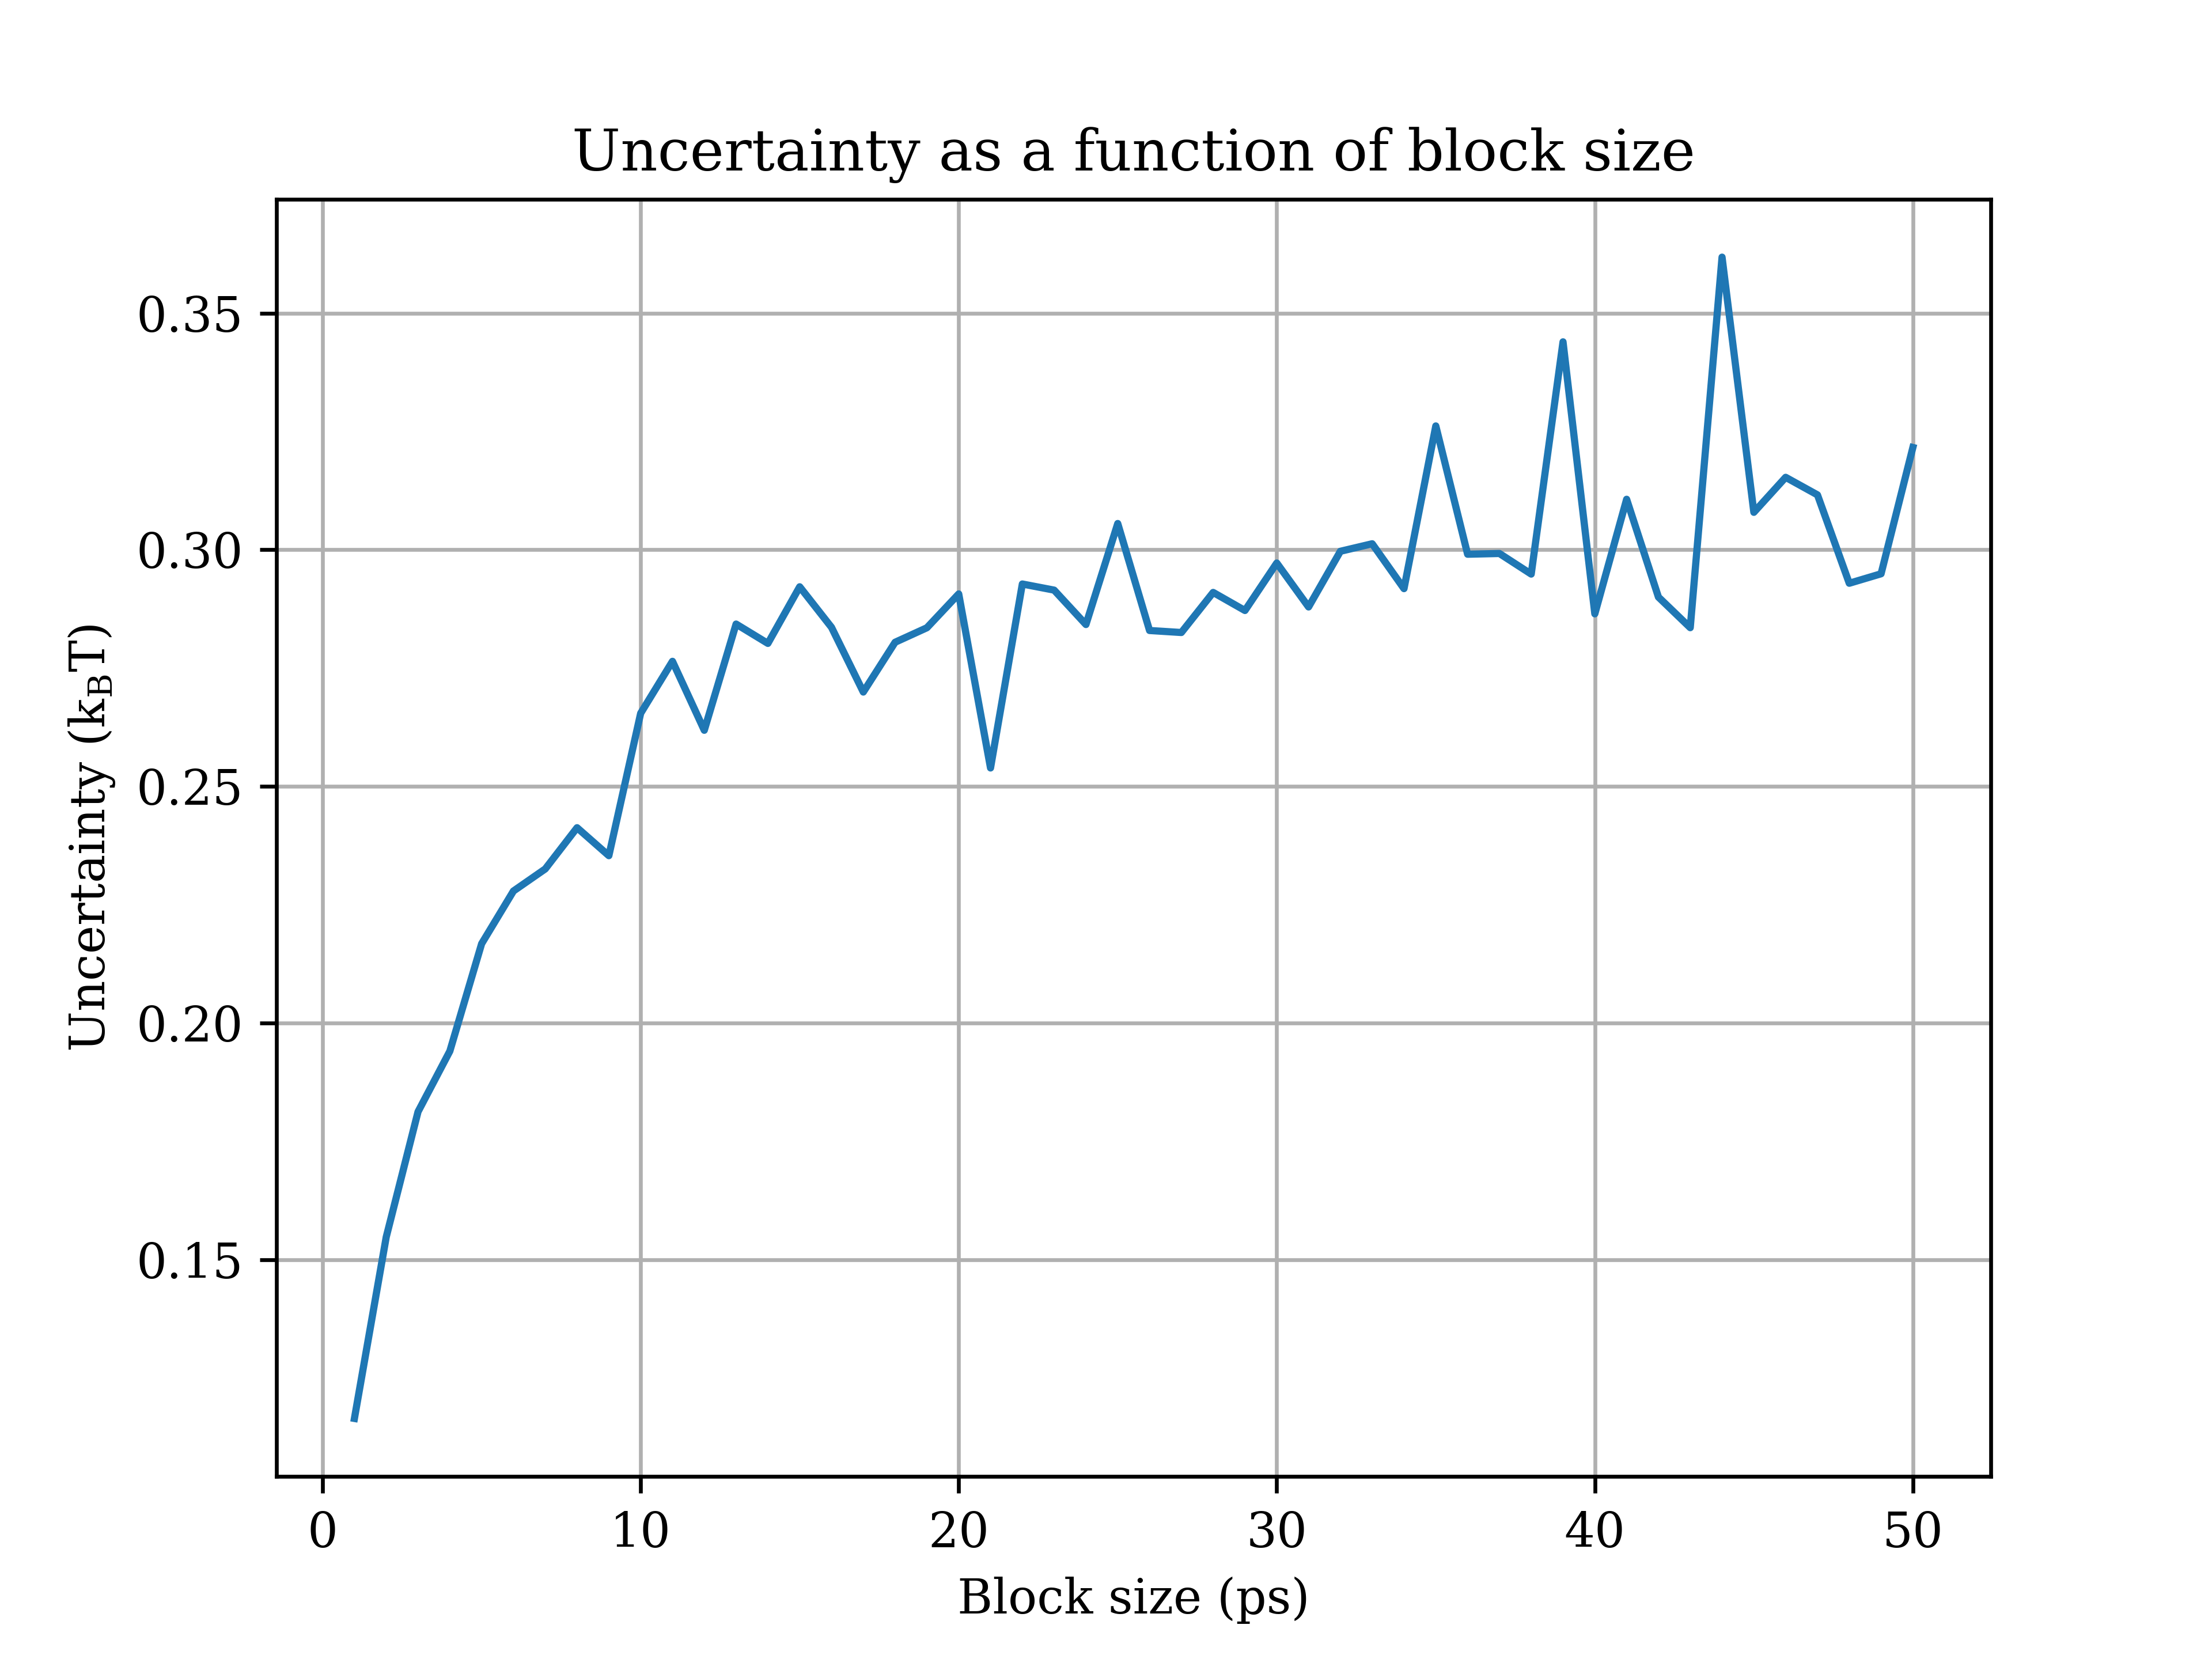 Uncertainty as a function of block size
Uncertainty (k_BT)
0.35
0.30
0.25
0.20
0.15
0 10 20 30 40 50
Block size (ps)